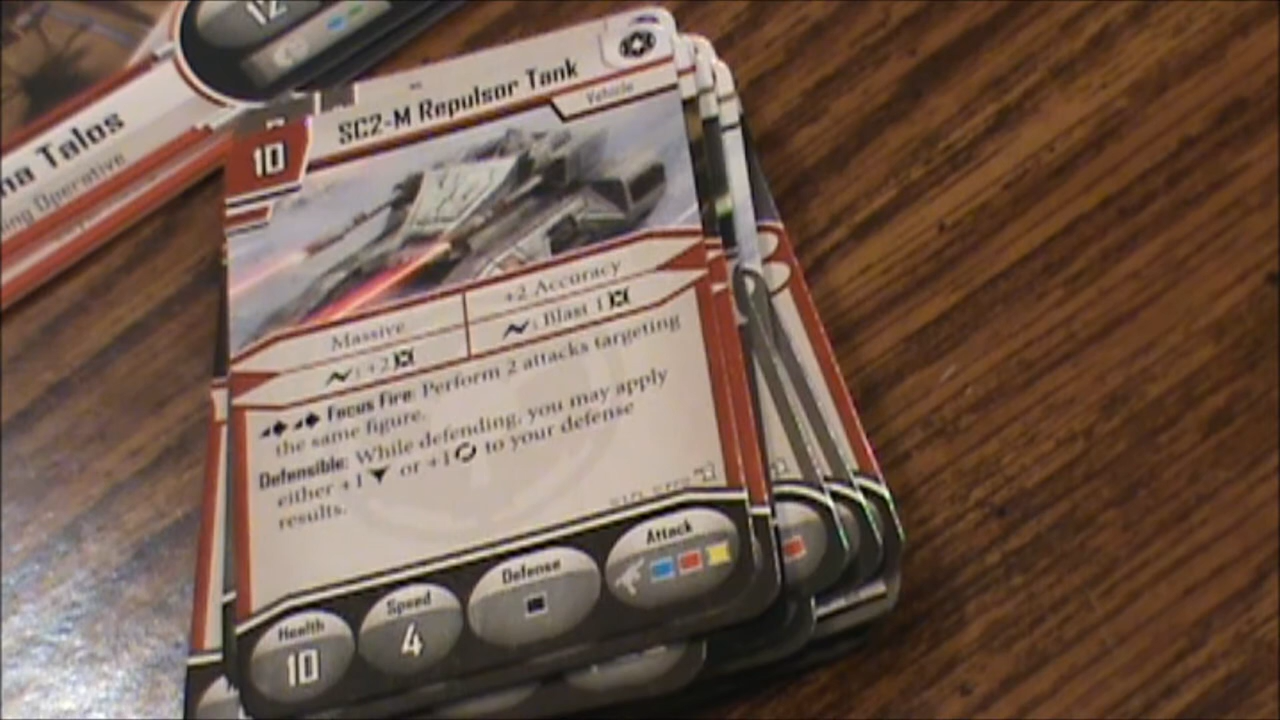 12
na Talos
ing Operative
SC2-M Repulsor Tank
Vehicle
10
Massive
+2 Accuracy
: +2
: Blast 1
Focus Fire: Perform 2 attacks targeting
the same figure.
Defensible: While defending, you may apply
either +1 or +1 to your defense
results.
Health
10
Speed
4
Defense
Attack